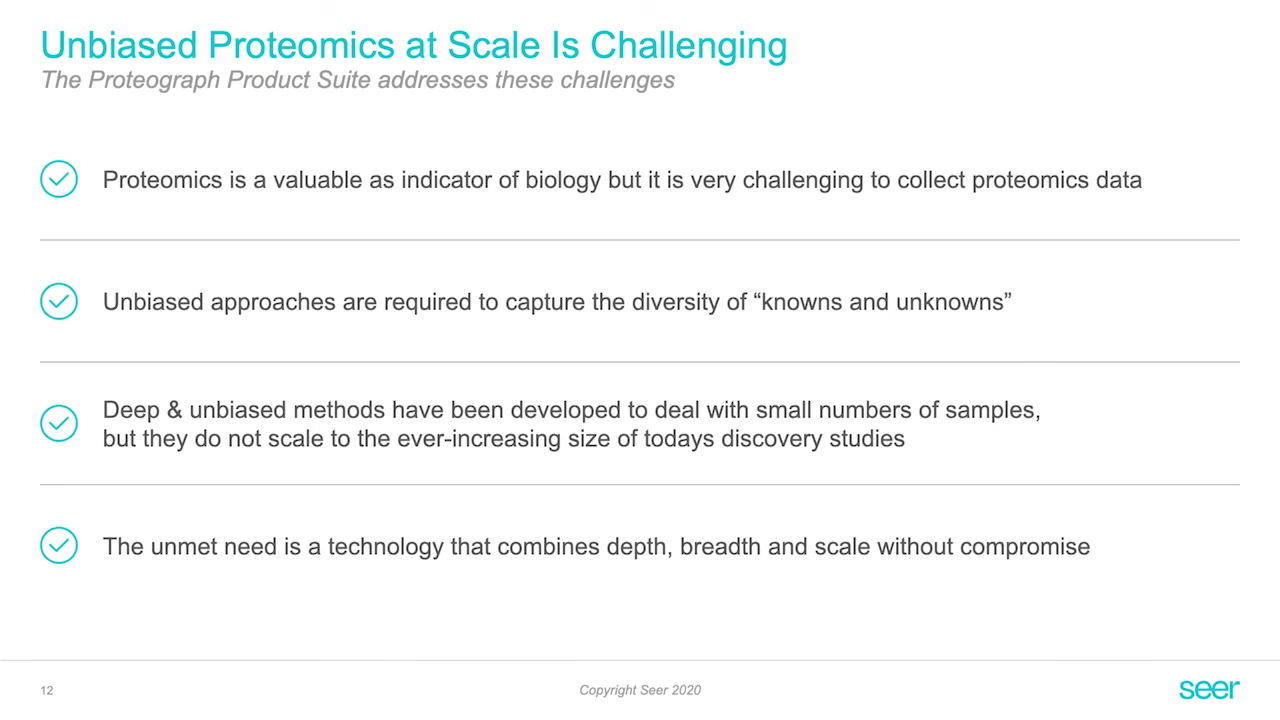 Unbiased Proteomics at Scale Is Challenging
The Proteograph Product Suite addresses these challenges
Proteomics is a valuable as indicator of biology but it is very challenging to collect proteomics data
Unbiased approaches are required to capture the diversity of “knowns and unknowns”
Deep & unbiased methods have been developed to deal with small numbers of samples,
but they do not scale to the ever-increasing size of todays discovery studies
The unmet need is a technology that combines depth, breadth and scale without compromise
12
Copyright Seer 2020
seer